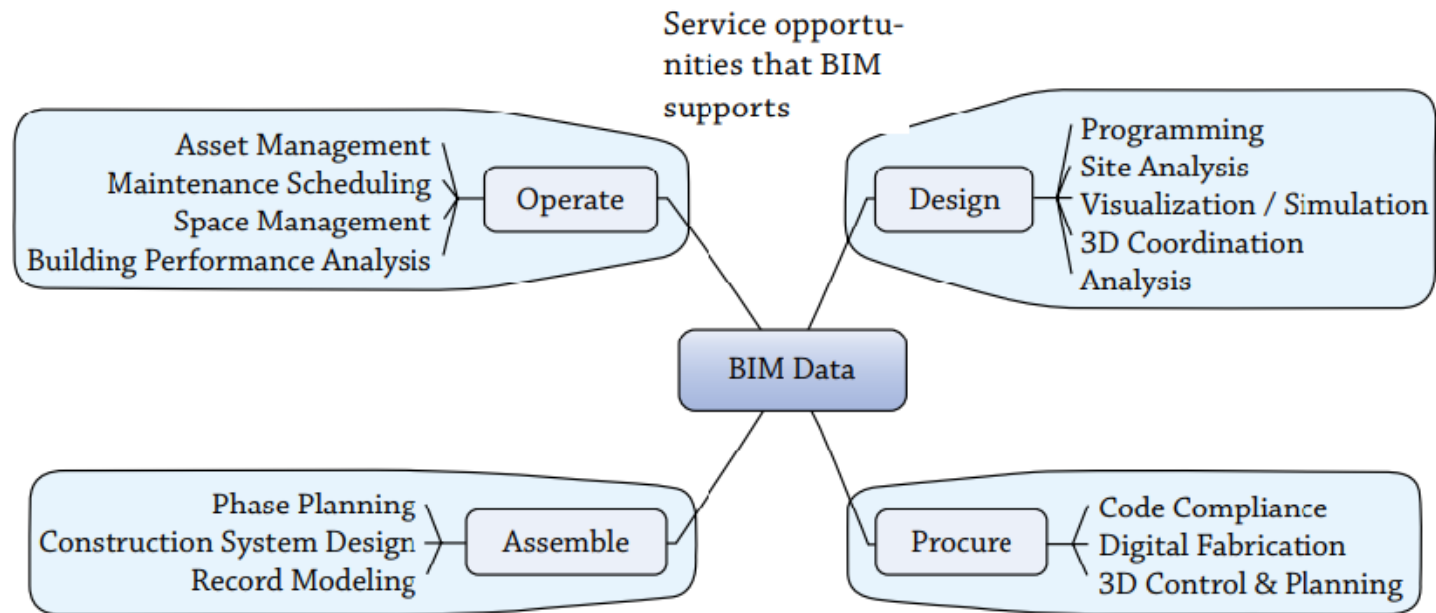 Service opportu-
nities that BIM
supports
Asset Management
Maintenance Scheduling
Space Management
Building Performance Analysis
Operate
Design
Programming
Site Analysis
Visualization / Simulation
3D Coordination
Analysis
BIM Data
Phase Planning
Construction System Design
Record Modeling
Assemble
Procure
Code Compliance
Digital Fabrication
3D Control & Planning